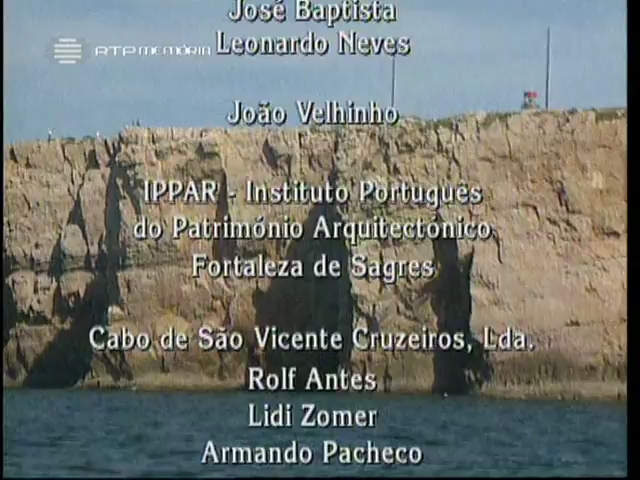 José Baptista
RTP MEMÓRIA
Leonardo Neves
João Velhinho
IPPAR - Instituto Português
do Património Arquitectónico
Fortaleza de Sagres
Cabo de São Vicente Cruzeiros, Lda.
Rolf Antes
Lidi Zomer
Armando Pacheco